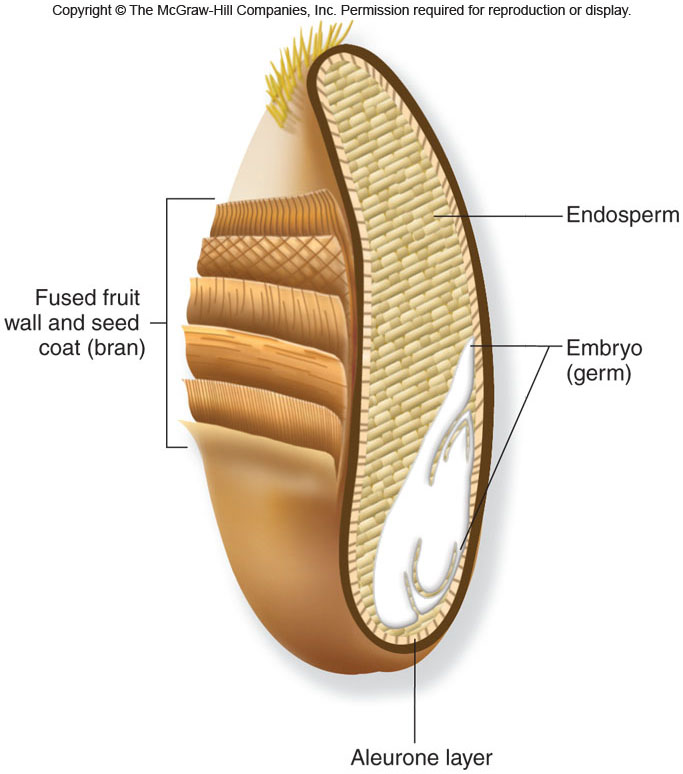 Copyright © The McGraw-Hill Companies, Inc. Permission required for reproduction or display.
Endosperm
Fused fruit
wall and seed
coat (bran)
Embryo
(germ)
Aleurone layer